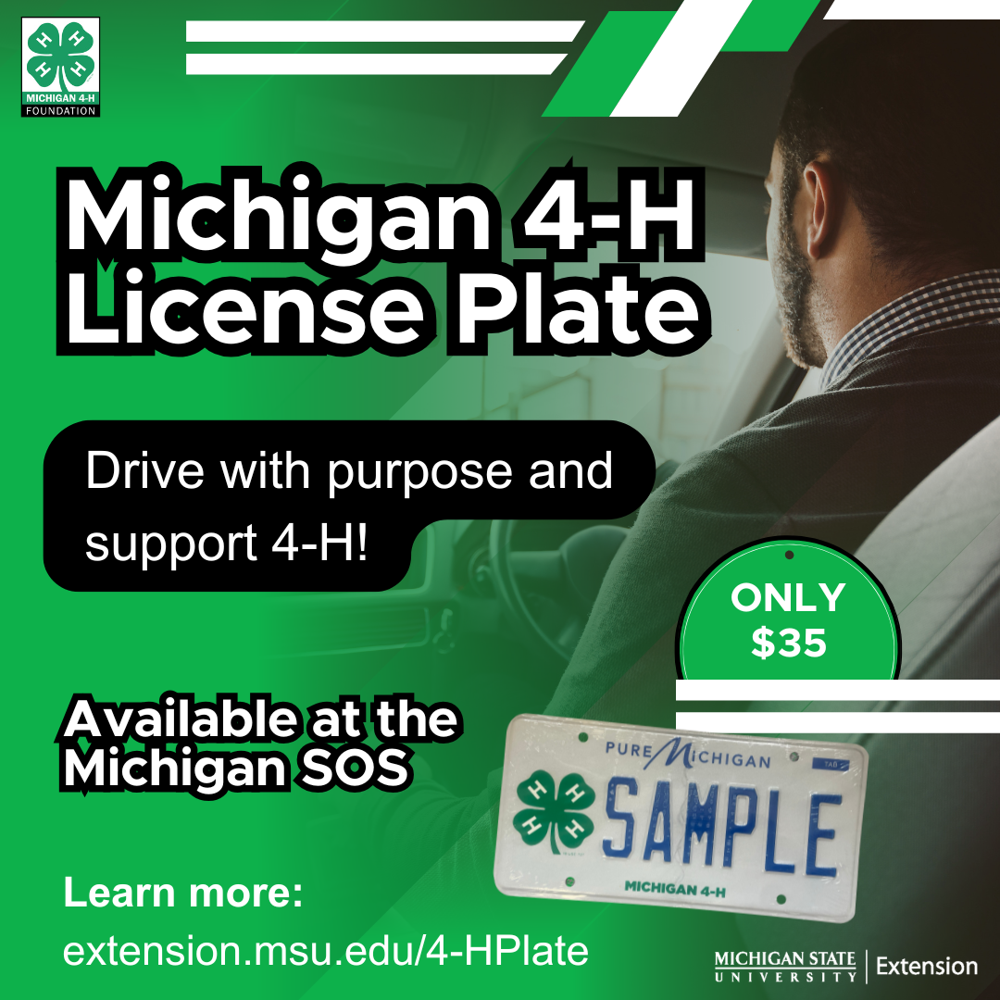 H H
H H
MICHIGAN 4-H
FOUNDATION
Michigan 4-H
License Plate
Drive with purpose and
support 4-H!
ONLY
$35
Available at the
Michigan SOS
PURE MICHIGAN
TAB
H H
H H
SAMPLE
MICHIGAN 4-H
Learn more:
extension.msu.edu/4-HPlate
MICHIGAN STATE
UNIVERSITY
Extension